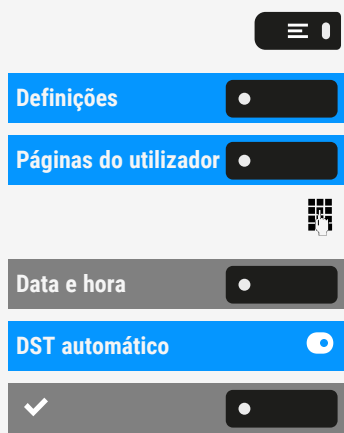 Definições
Páginas do utilizador
Data e hora
DST automático